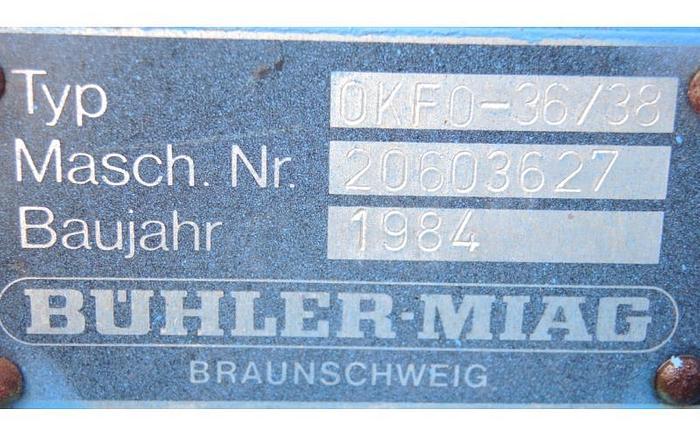 Typ OKFO-36/38
Masch. Nr. 20603627
Baujahr 1984
BÜHLER-MIAG
BRAUNSCHWEIG